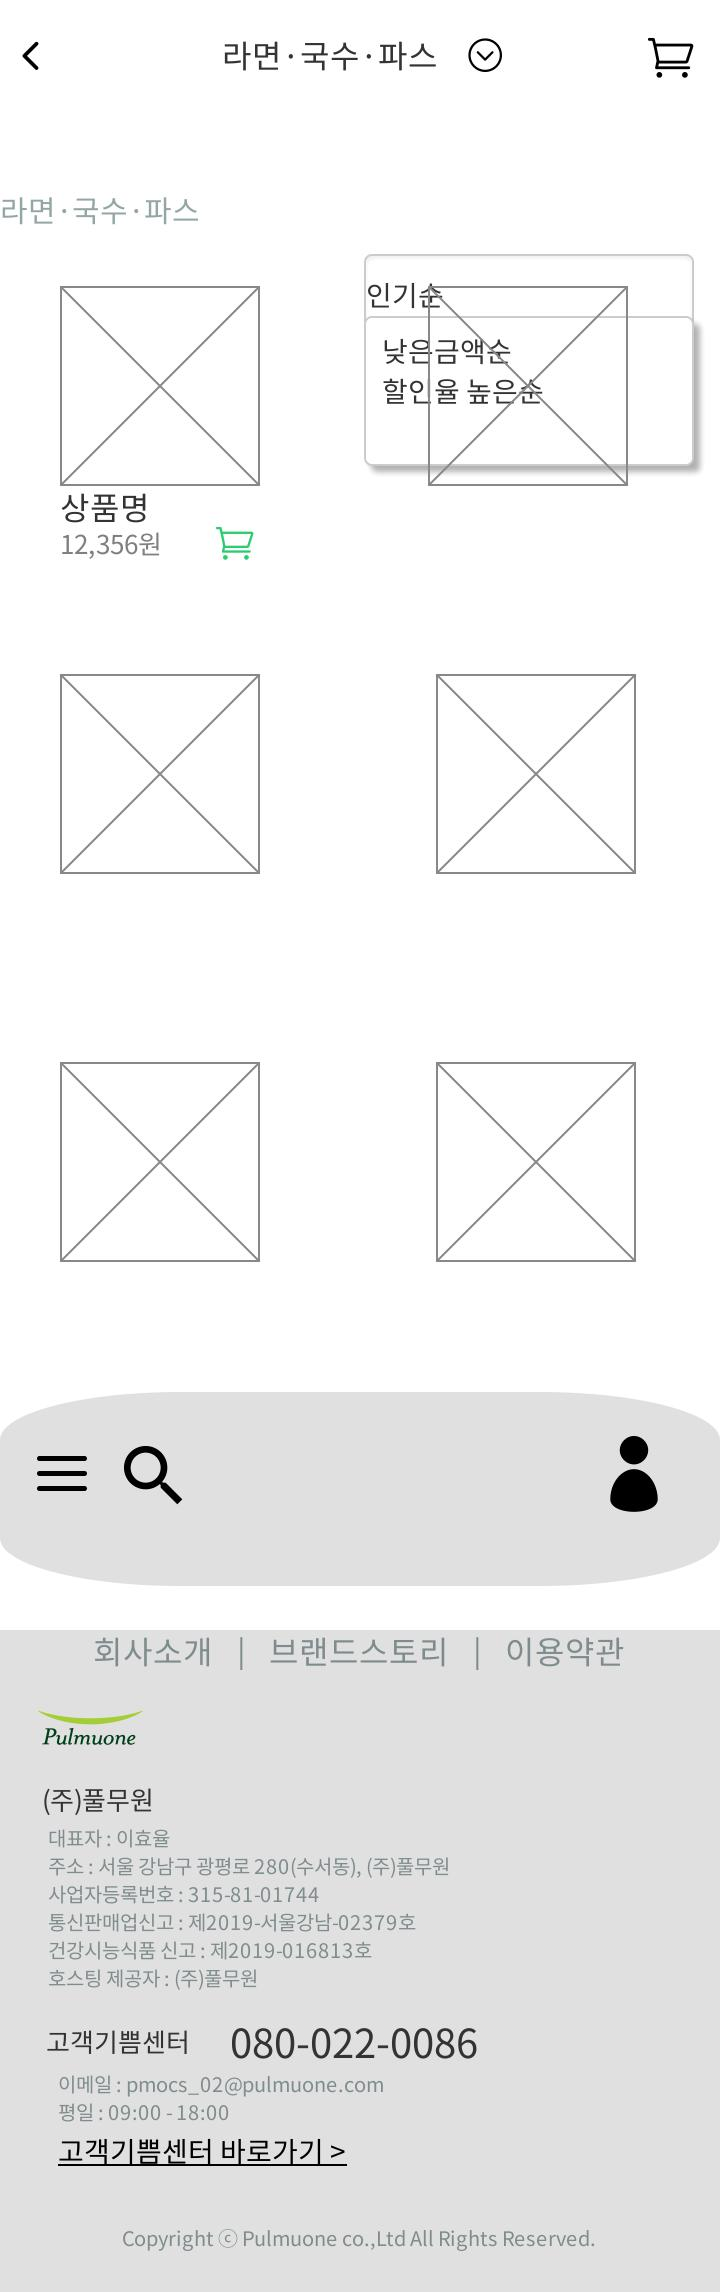 라면·국수·파스
라면·국수·파스
인기순
낮은금액순
할인율 높은순
상품명
12,356원
회사소개 | 브랜드스토리 | 이용약관
Pulmuone
(주)풀무원
대표자 : 이효율
주소 : 서울 강남구 광평로 280(수서동), (주)풀무원
사업자등록번호 : 315-81-01744
통신판매업신고 : 제2019-서울강남-02379호
건강시능식품 신고 : 제2019-016813호
호스팅 제공자 : (주)풀무원
고객기쁨센터 080-022-0086
이메일 : pmocs_02@pulmuone.com
평일 : 09:00 - 18:00
고객기쁨센터 바로가기 >
Copyright ⓒ Pulmuone co.,Ltd All Rights Reserved.